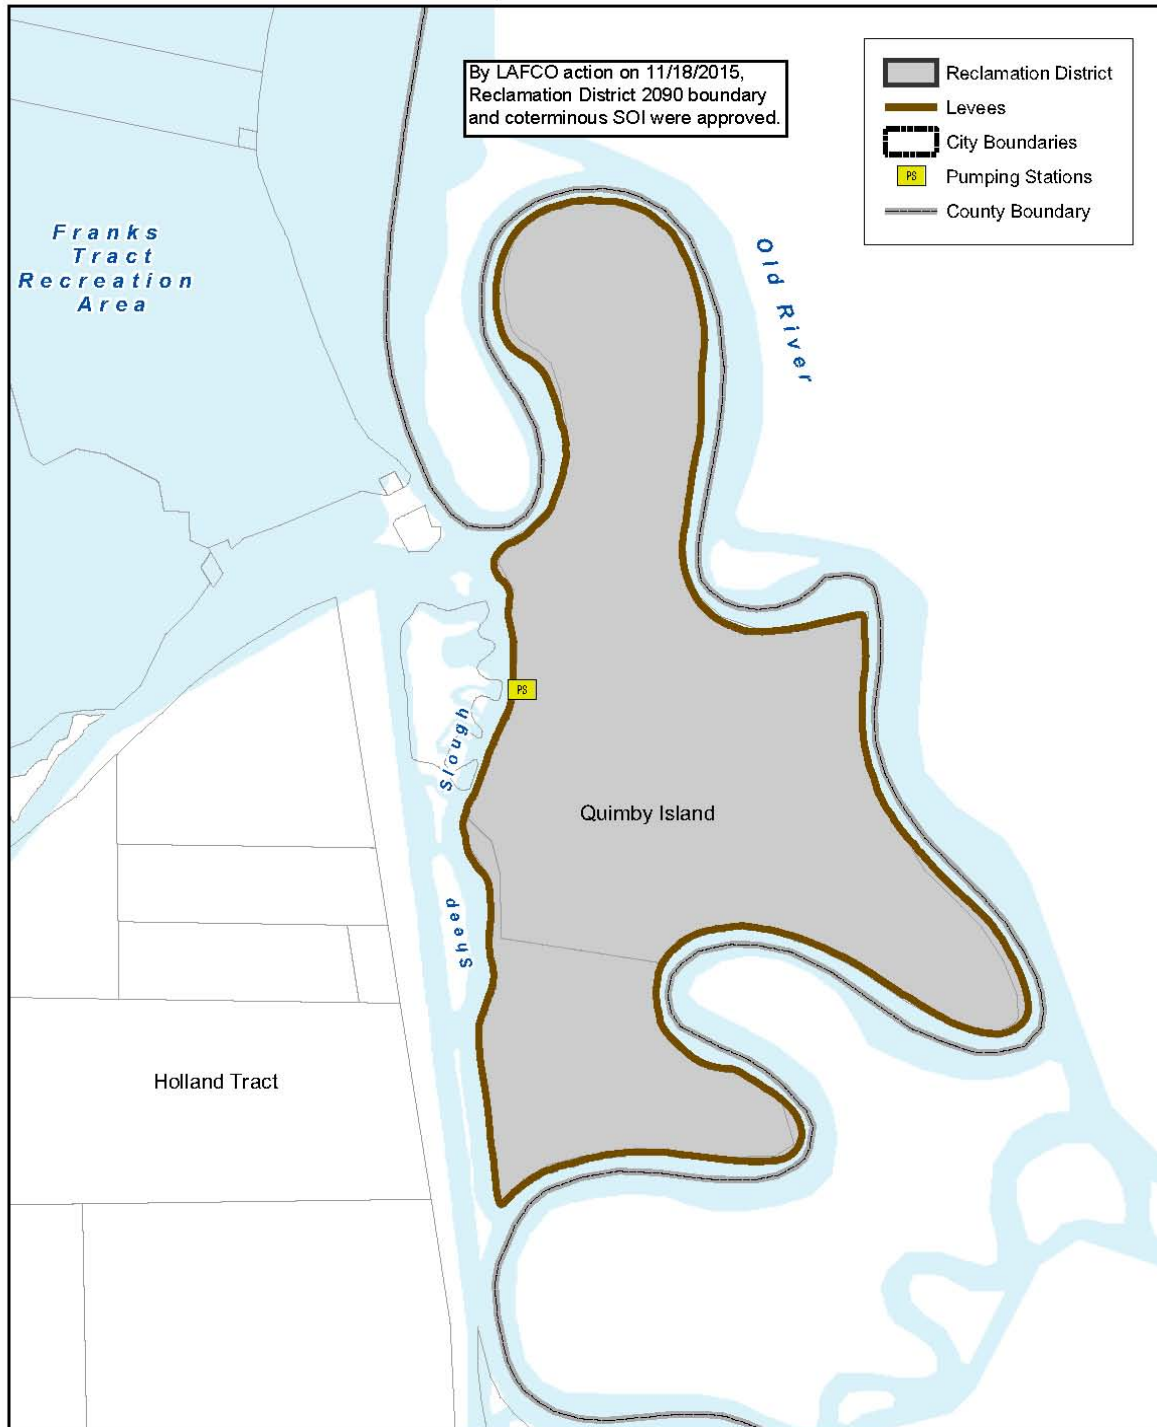 By LAFCO action on 11/18/2015,
Reclamation District 2090 boundary
and coterminous SOI were approved.
Reclamation District
Levees
City Boundaries
PS Pumping Stations
County Boundary
Franks
Tract
Recreation
Area
Old River
PS
Sheep Slough
Quimby Island
Holland Tract